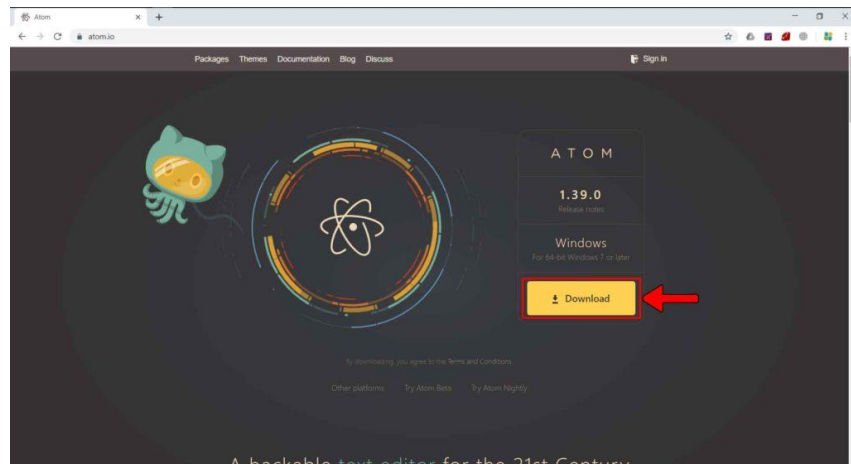 Atom
atom.io
Packages Themes Documentation Blog Discuss Sign in
ATOM
1.39.0
Release notes
Windows
For 64-bit Windows 7 or later
Download
By downloading, you agree to the Terms and Conditions
Other platforms Try Atom Beta Try Atom Nightly
A hackable text editor for the 21st Century